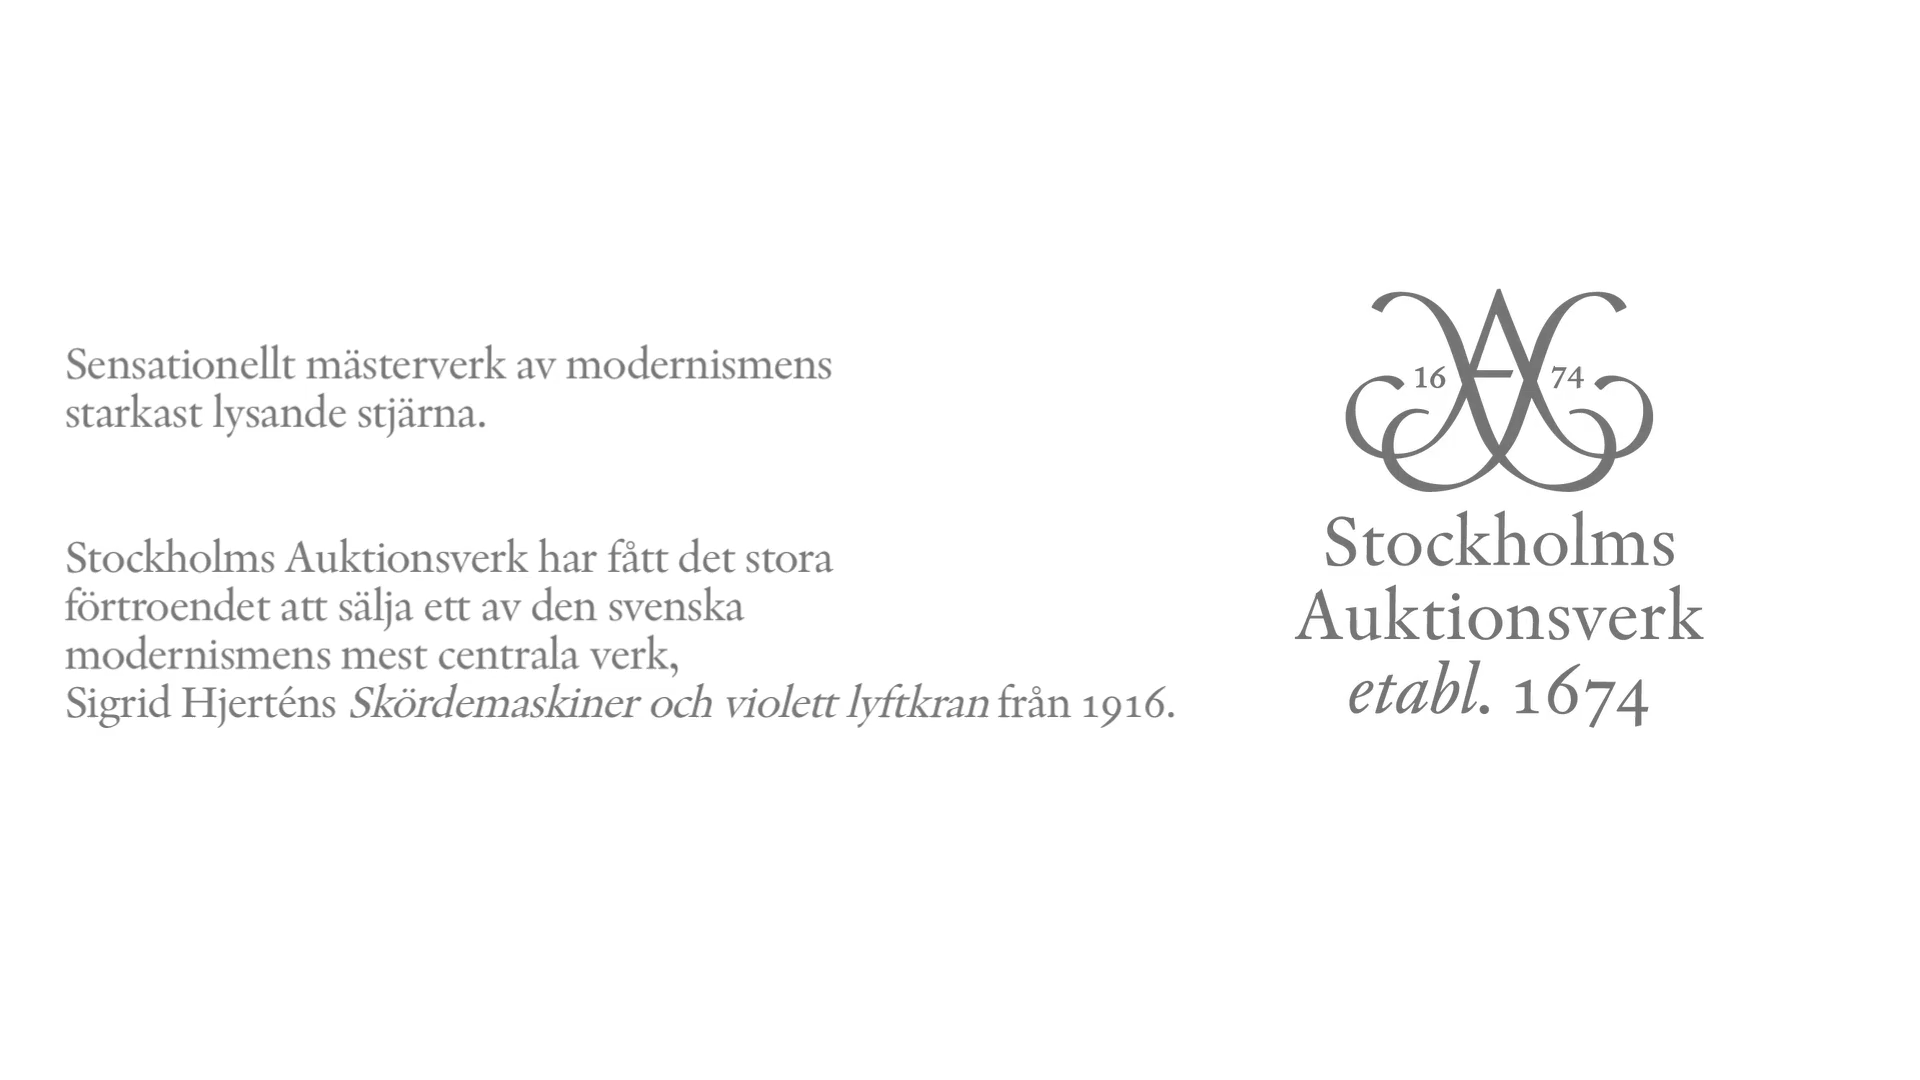 Sensationellt mästerverk av modernismens
starkast lysande stjärna.
Stockholms Auktionsverk har fått det stora
förtroendet att sälja ett av den svenska
modernismens mest centrala verk,
Sigrid Hjerténs Skördemaskiner och violett lyftkran från 1916.
16 A 74
Stockholms
Auktionsverk
etabl. 1674